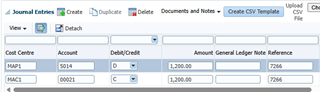 Journal Entries Create Duplicate Delete Documents and Notes Create CSV Template Upload CSV File
View Detach
Cost Centre Account Debit/Credit Amount General Ledger Note Reference
MAP1 5014 D 1,200.00 7266
MAC1 00021 C 1,200.00 7266